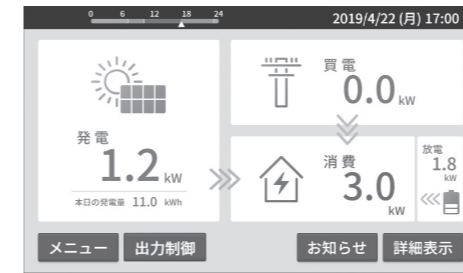 0 6 12 18 24
2019/4/22 (月) 17:00
買電
0.0 kW
発電
1.2 kW
本日の発電量 11.0 kWh
消費
3.0 kW
放電
1.8 kW
メニュー 出力制御 お知らせ 詳細表示